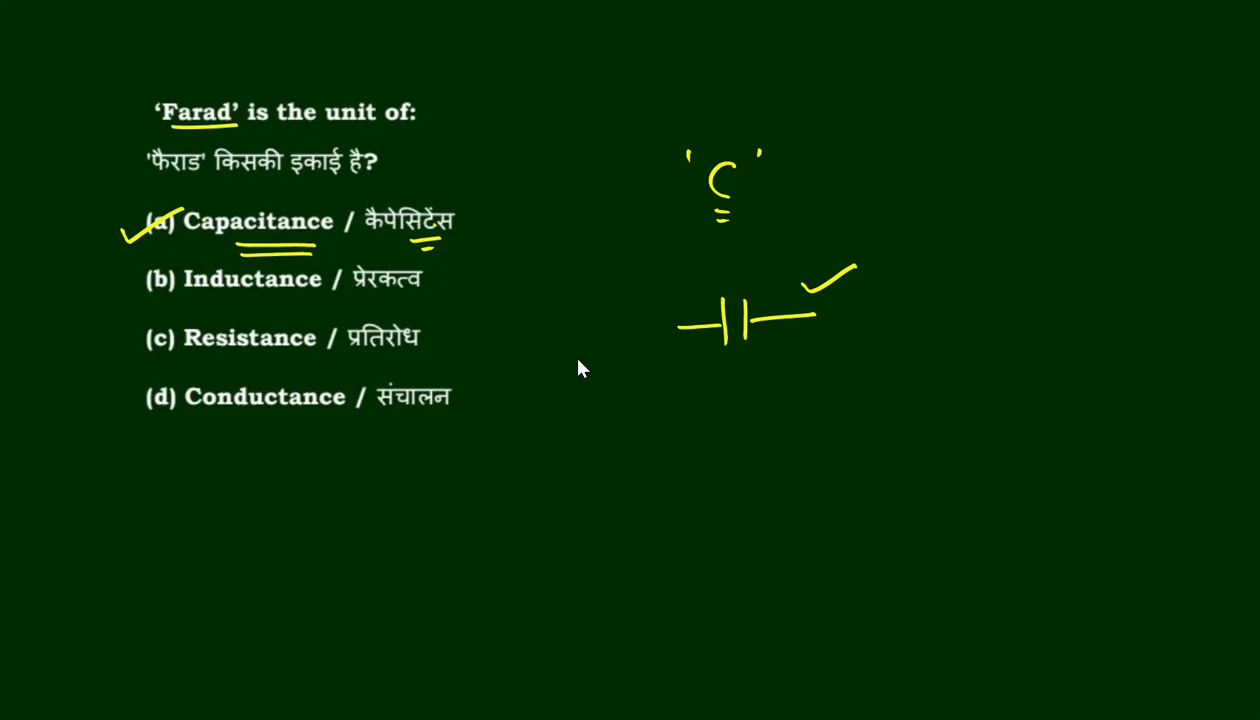 ‘Farad’ is the unit of:
'फैराड' किसकी इकाई है?
(a) Capacitance / कैपेसिटेंस
(b) Inductance / प्रेरकत्व
(c) Resistance / प्रतिरोध
(d) Conductance / संचालन
' C '